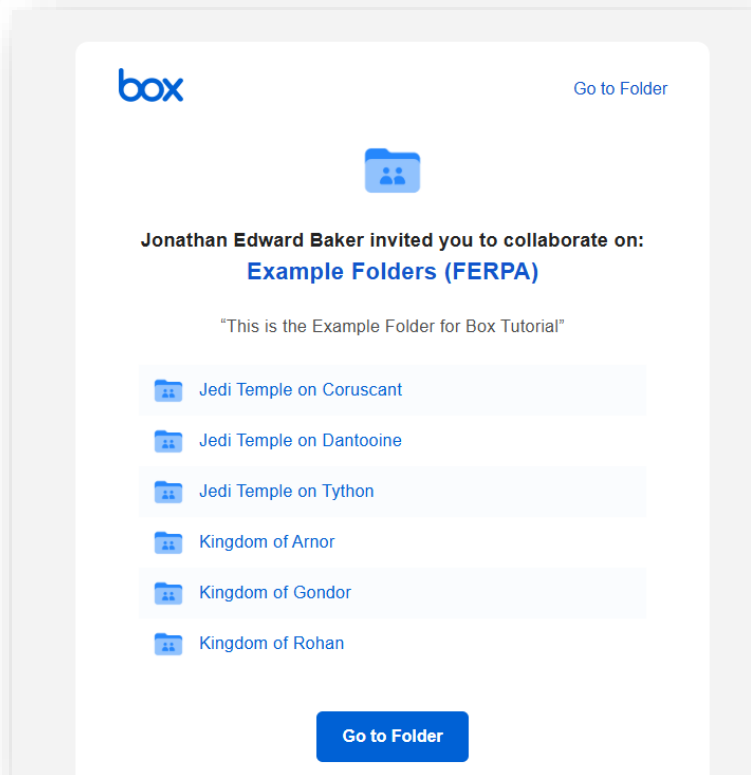 box
Go to Folder
Jonathan Edward Baker invited you to collaborate on:
Example Folders (FERPA)
“This is the Example Folder for Box Tutorial”
Jedi Temple on Coruscant
Jedi Temple on Dantooine
Jedi Temple on Tython
Kingdom of Arnor
Kingdom of Gondor
Kingdom of Rohan
Go to Folder